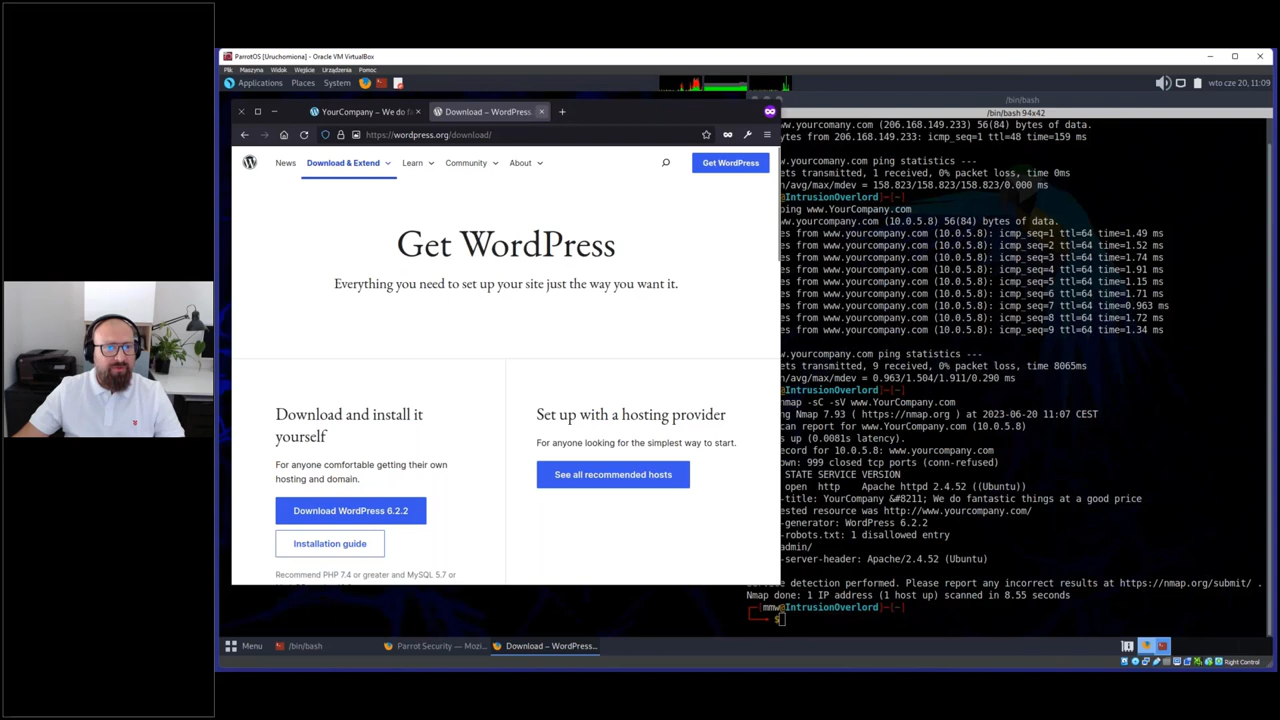 ParrotOS [Uruchomiona] - Oracle VM VirtualBox
Plik Maszyna Widok Wejście Urządzenia Pomoc
Applications Places System
wto cze 20, 11:09
YourCompany – We do fa
Download – WordPress.
https://wordpress.org/download/
News Download & Extend Learn Community About
Get WordPress
Get WordPress
Everything you need to set up your site just the way you want it.
Download and install it
yourself
For anyone comfortable getting their own
hosting and domain.
Download WordPress 6.2.2
Installation guide
Recommend PHP 7.4 or greater and MySQL 5.7 or
Set up with a hosting provider
For anyone looking for the simplest way to start.
See all recommended hosts
/bin/bash
/bin/bash 94x42
ww.yourcomany.com (206.168.149.233) 56(84) bytes of data.
tes from 206.168.149.233: icmp_seq=1 ttl=48 time=159 ms
ww.yourcomany.com ping statistics ---
ets transmitted, 1 received, 0% packet loss, time 0ms
in/avg/max/mdev = 158.823/158.823/158.823/0.000 ms
@IntrusionOverlord]-[~]
ping www.YourCompany.com
ww.yourcompany.com (10.0.5.8) 56(84) bytes of data.
es from www.yourcompany.com (10.0.5.8): icmp_seq=1 ttl=64 time=1.49 ms
es from www.yourcompany.com (10.0.5.8): icmp_seq=2 ttl=64 time=1.52 ms
es from www.yourcompany.com (10.0.5.8): icmp_seq=3 ttl=64 time=1.74 ms
es from www.yourcompany.com (10.0.5.8): icmp_seq=4 ttl=64 time=1.91 ms
es from www.yourcompany.com (10.0.5.8): icmp_seq=5 ttl=64 time=1.15 ms
es from www.yourcompany.com (10.0.5.8): icmp_seq=6 ttl=64 time=1.71 ms
es from www.yourcompany.com (10.0.5.8): icmp_seq=7 ttl=64 time=0.963 ms
es from www.yourcompany.com (10.0.5.8): icmp_seq=8 ttl=64 time=1.72 ms
es from www.yourcompany.com (10.0.5.8): icmp_seq=9 ttl=64 time=1.34 ms
ww.yourcompany.com ping statistics ---
ets transmitted, 9 received, 0% packet loss, time 8065ms
in/avg/max/mdev = 0.963/1.504/1.911/0.290 ms
@IntrusionOverlord]-[~]
nmap -sC -sV www.YourCompany.com
ng Nmap 7.93 ( https://nmap.org ) at 2023-06-20 11:07 CEST
can report for www.YourCompany.com (10.0.5.8)
s up (0.0081s latency).
ecord for 10.0.5.8: www.yourcompany.com
own: 999 closed tcp ports (conn-refused)
STATE SERVICE VERSION
open http Apache httpd 2.4.52 ((Ubuntu))
-title: YourCompany &#8211; We do fantastic things at a good price
ested resource was http://www.yourcompany.com/
-generator: WordPress 6.2.2
-robots.txt: 1 disallowed entry
admin/
-server-header: Apache/2.4.52 (Ubuntu)
detection performed. Please report any incorrect results at https://nmap.org/submit/ .
Nmap done: 1 IP address (1 host up) scanned in 8.55 seconds
[mmw@IntrusionOverlord]-[~]
$
Menu /bin/bash Parrot Security — Mozi... Download – WordPress...
Right Control